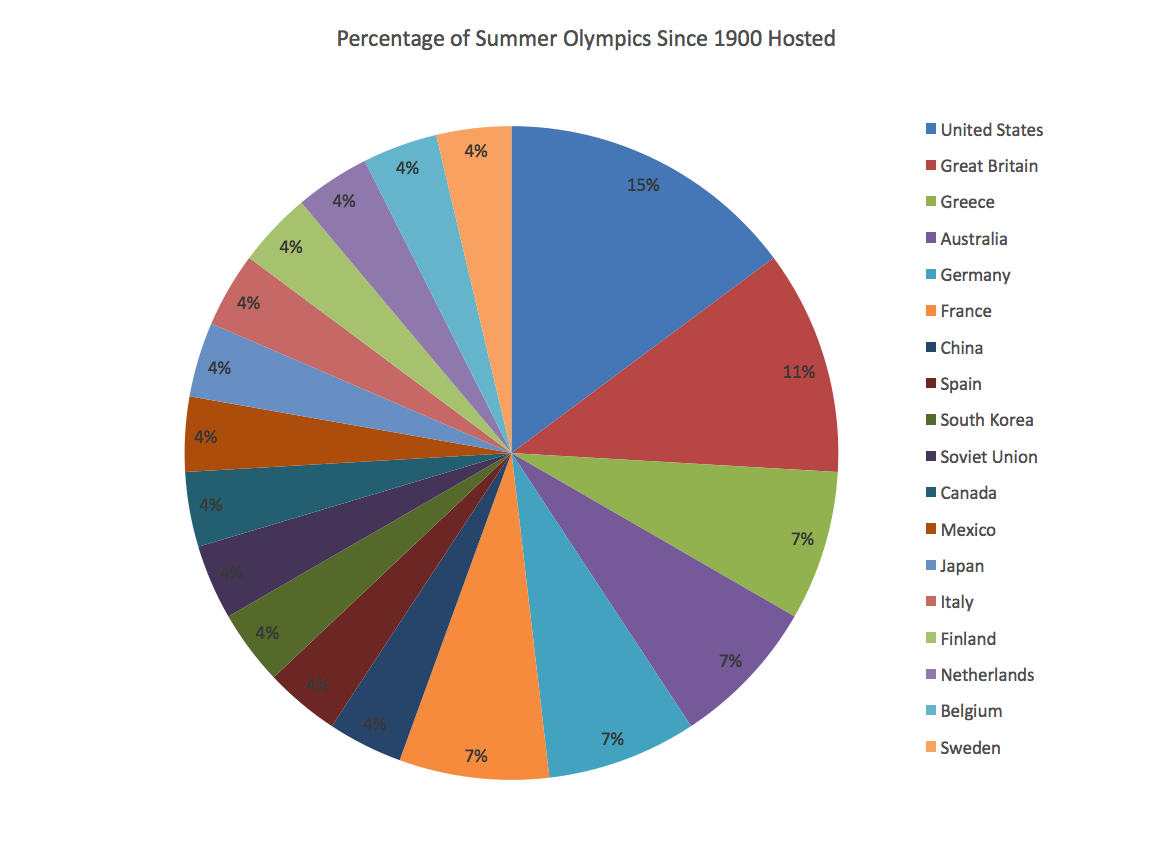 Percentage of Summer Olympics Since 1900 Hosted
15%
11%
7%
7%
7%
7%
4%
4%
4%
4%
4%
4%
4%
4%
4%
4%
4%
4%
United States
Great Britain
Greece
Australia
Germany
France
China
Spain
South Korea
Soviet Union
Canada
Mexico
Japan
Italy
Finland
Netherlands
Belgium
Sweden